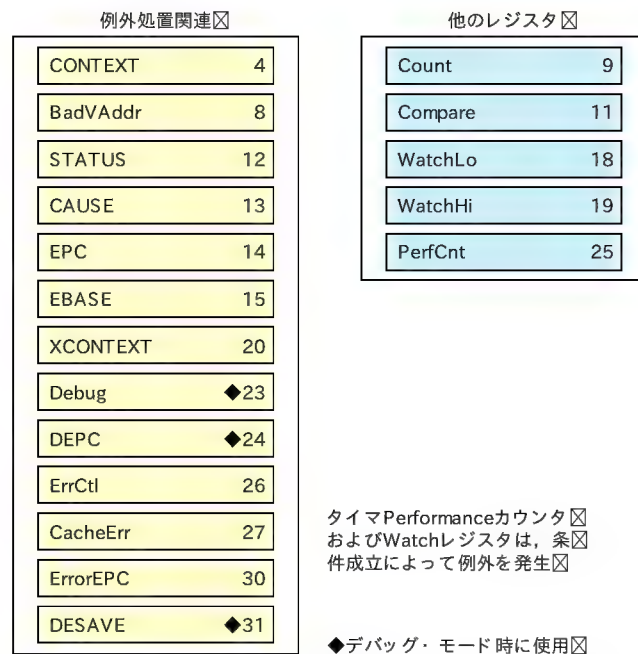 例外処置関連
CONTEXT 4
BadVAddr 8
STATUS 12
CAUSE 13
EPC 14
EBASE 15
XCONTEXT 20
Debug ◆23
DEPC ◆24
ErrCtl 26
CacheErr 27
ErrorEPC 30
DESAVE ◆31
他のレジスタ
Count 9
Compare 11
WatchLo 18
WatchHi 19
PerfCnt 25
タイマPerformanceカウンタ
およびWatchレジスタは，条
件成立によって例外を発生
◆デバッグ・モード時に使用